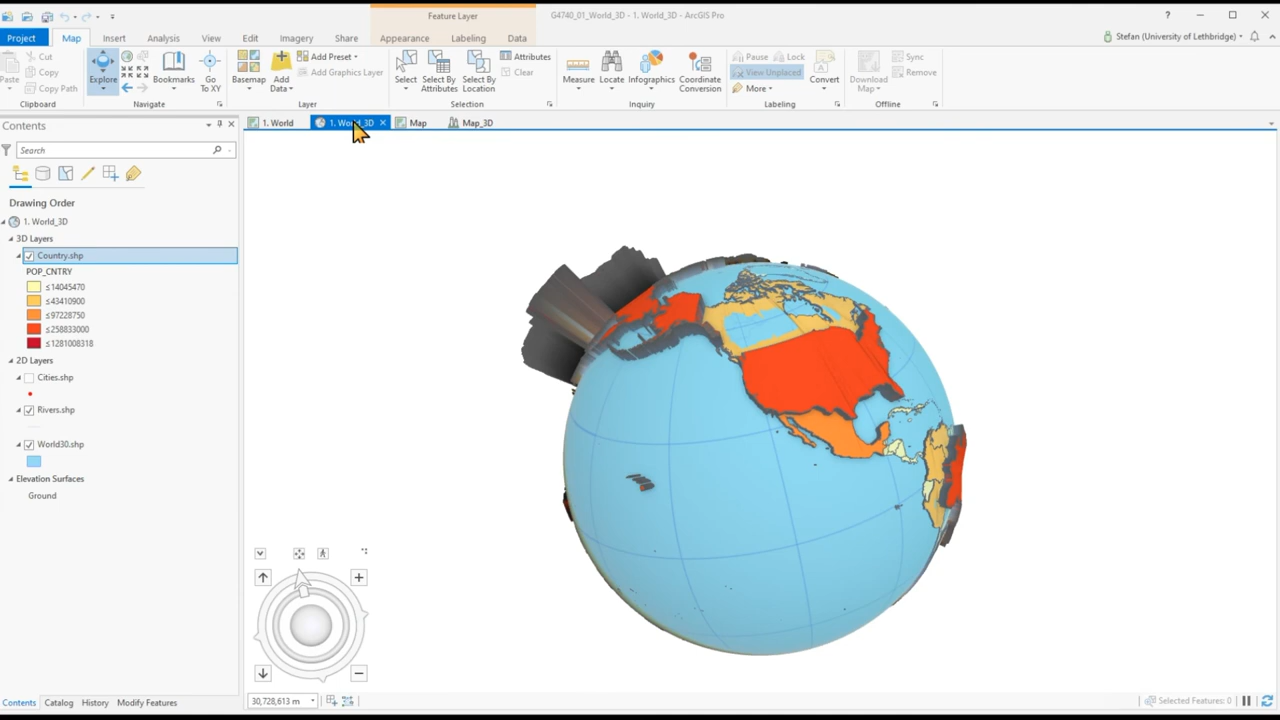 Feature Layer
G4740_01_World_3D - 1. World_3D - ArcGIS Pro
?
Project Map Insert Analysis View Edit Imagery Share Appearance Labeling Data
Stefan (University of Lethbridge)
Paste
Cut
Copy
Copy Path
Clipboard
Explore
Bookmarks
Go
To XY
Navigate
Basemap
Add
Data
Add Preset
Add Graphics Layer
Layer
Select
Select By
Attributes
Select By
Location
Attributes
Clear
Selection
Measure
Locate
Infographics
Coordinate
Conversion
Inquiry
Pause
Lock
View Unplaced
More
Convert
Labeling
Download
Map
Sync
Remove
Offline
Contents
1. World
1. World_3D
Map
Map_3D
Search
Drawing Order
1. World_3D
3D Layers
Country.shp
POP_CNTRY
≤14045470
≤43410900
≤97228750
≤258833000
≤1281008318
2D Layers
Cities.shp
Rivers.shp
World30.shp
Elevation Surfaces
Ground
Contents Catalog History Modify Features
30,728,613 m
Selected Features: 0